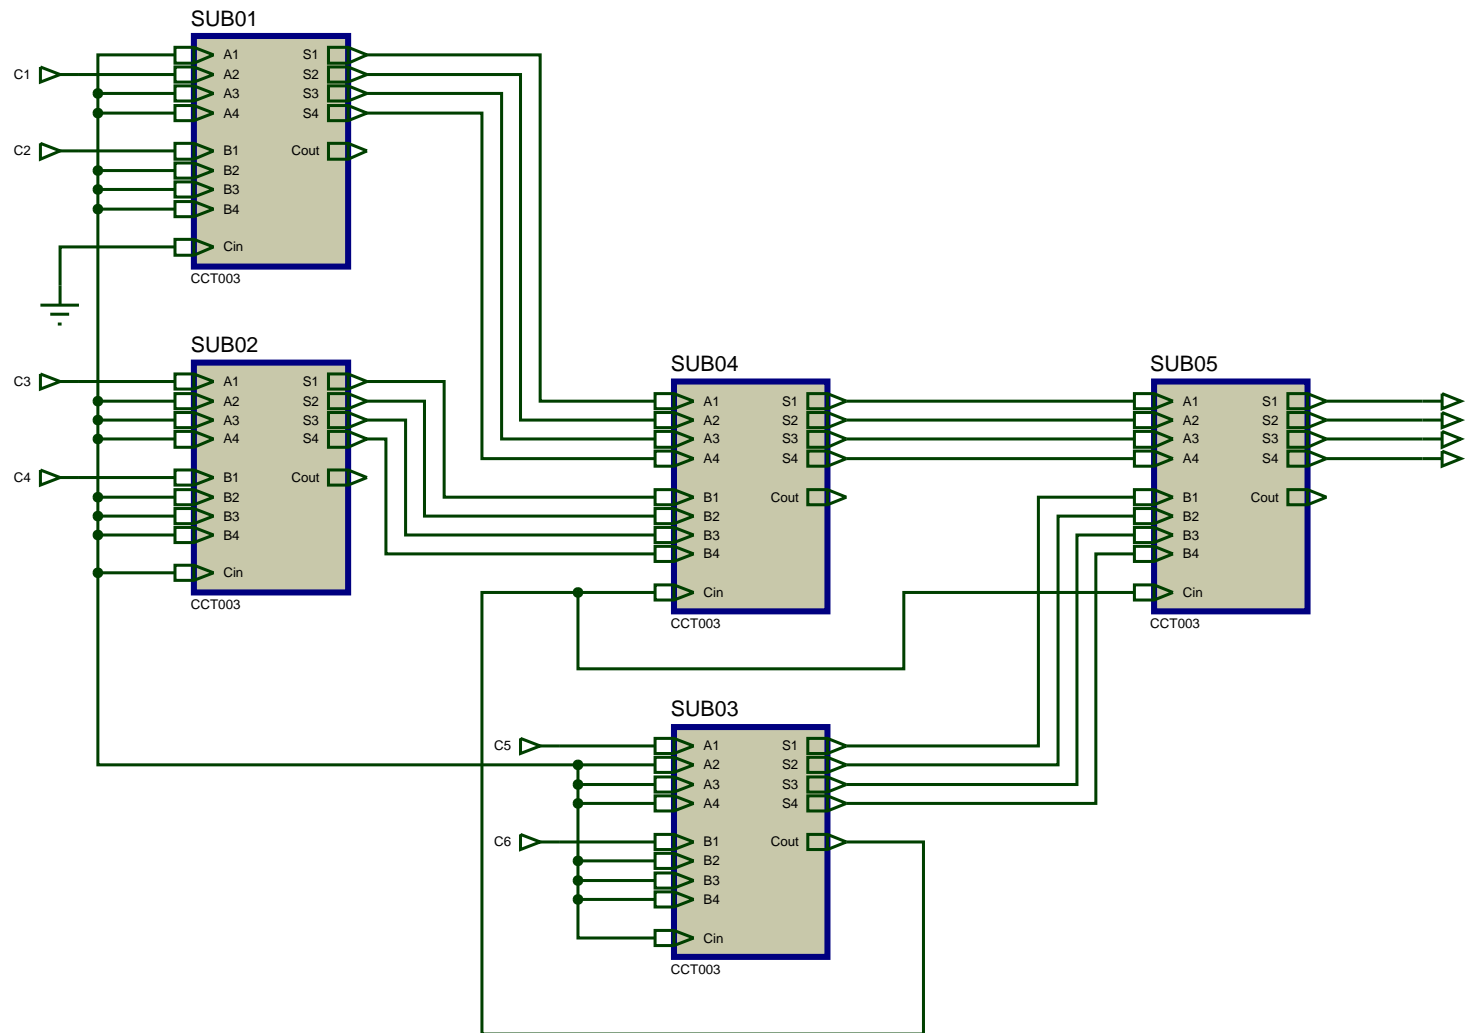 SUB01
A1 S1
C1 A2 S2
A3 S3
A4 S4
C2 B1 Cout
B2
B3
B4
Cin
CCT003
SUB02
C3 A1 S1
A2 S2
A3 S3
A4 S4
C4 B1 Cout
B2
B3
B4
Cin
CCT003
SUB04
A1 S1
A2 S2
A3 S3
A4 S4
B1 Cout
B2
B3
B4
Cin
CCT003
SUB05
A1 S1
A2 S2
A3 S3
A4 S4
B1 Cout
B2
B3
B4
Cin
CCT003
SUB03
C5 A1 S1
A2 S2
A3 S3
A4 S4
C6 B1 Cout
B2
B3
B4
Cin
CCT003